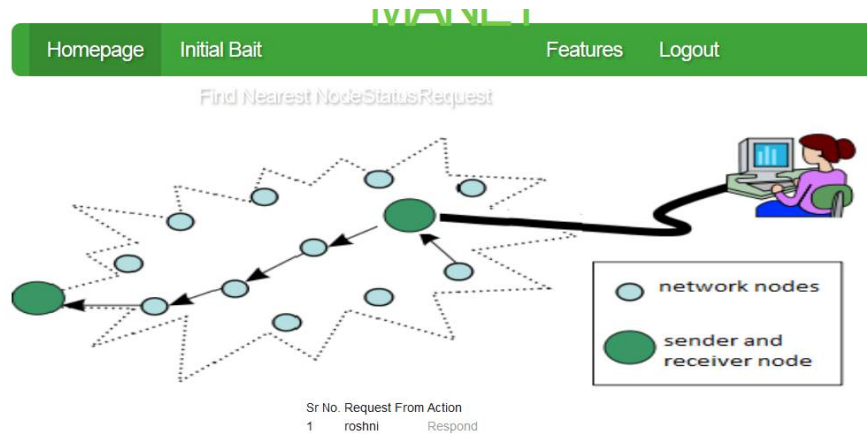 MANET
Homepage Initial Bait Features Logout
Find Nearest NodeStatusRequest
network nodes
sender and
receiver node
Sr No. Request From Action
1 roshni Respond